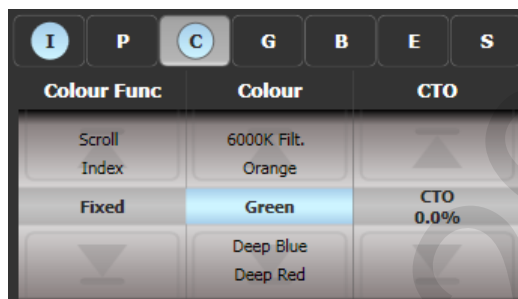 I P C G B E S
Colour Func Colour CTO
Scroll 6000K Filt.
Index Orange
Fixed Green CTO
0.0%
Deep Blue
Deep Red